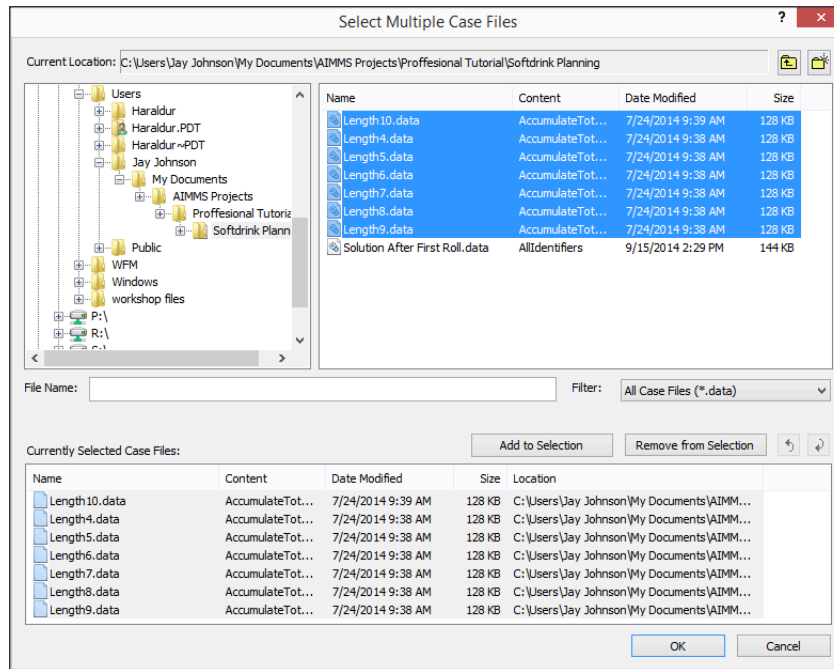 Select Multiple Case Files
? ×
Current Location: C:\Users\Jay Johnson\My Documents\AIMMS Projects\Proffesional Tutorial\Softdrink Planning
Users
Haraldur
Haraldur.PDT
Haraldur~PDT
Jay Johnson
My Documents
AIMMS Projects
Proffesional Tutoria
Softdrink Plann
Public
WFM
Windows
workshop files
P:\
R:\
Name Content Date Modified Size
Length10.data AccumulateTot... 7/24/2014 9:39 AM 128 KB
Length4.data AccumulateTot... 7/24/2014 9:38 AM 128 KB
Length5.data AccumulateTot... 7/24/2014 9:38 AM 128 KB
Length6.data AccumulateTot... 7/24/2014 9:38 AM 128 KB
Length7.data AccumulateTot... 7/24/2014 9:38 AM 128 KB
Length8.data AccumulateTot... 7/24/2014 9:38 AM 128 KB
Length9.data AccumulateTot... 7/24/2014 9:38 AM 128 KB
Solution After First Roll.data AllIdentifiers 9/15/2014 2:29 PM 144 KB
File Name: Filter: All Case Files (*.data)
Add to Selection Remove from Selection
Currently Selected Case Files:
Name Content Date Modified Size Location
Length10.data AccumulateTot... 7/24/2014 9:39 AM 128 KB C:\Users\Jay Johnson\My Documents\AIMM...
Length4.data AccumulateTot... 7/24/2014 9:38 AM 128 KB C:\Users\Jay Johnson\My Documents\AIMM...
Length5.data AccumulateTot... 7/24/2014 9:38 AM 128 KB C:\Users\Jay Johnson\My Documents\AIMM...
Length6.data AccumulateTot... 7/24/2014 9:38 AM 128 KB C:\Users\Jay Johnson\My Documents\AIMM...
Length7.data AccumulateTot... 7/24/2014 9:38 AM 128 KB C:\Users\Jay Johnson\My Documents\AIMM...
Length8.data AccumulateTot... 7/24/2014 9:38 AM 128 KB C:\Users\Jay Johnson\My Documents\AIMM...
Length9.data AccumulateTot... 7/24/2014 9:38 AM 128 KB C:\Users\Jay Johnson\My Documents\AIMM...
OK Cancel